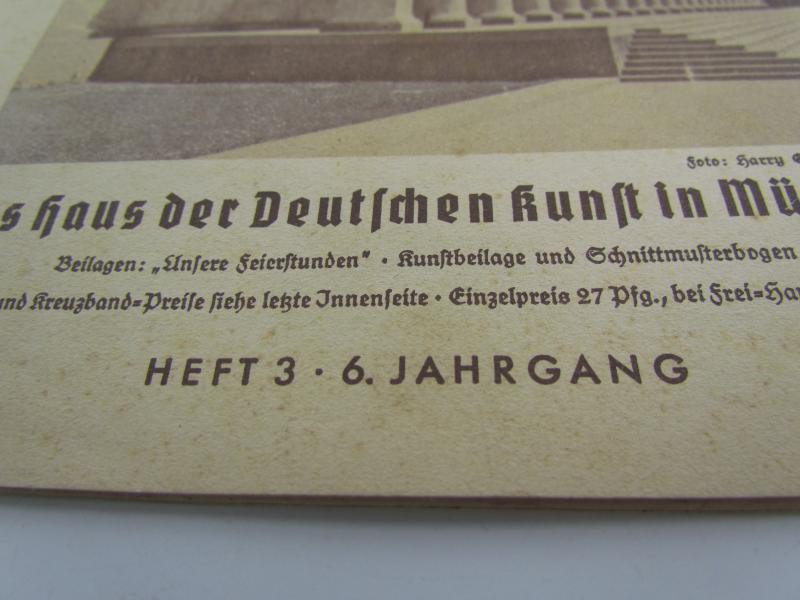 Foto: Harry
s Haus der Deutschen Kunst in Mü
Beilagen: „Unsere Feierstunden" · Kunstbeilage und Schnittmusterbogen
und Kreuzband=Preise siehe letzte Innenseite · Einzelpreis 27 Pfg., bei Frei=Ha
HEFT 3 · 6. JAHRGANG